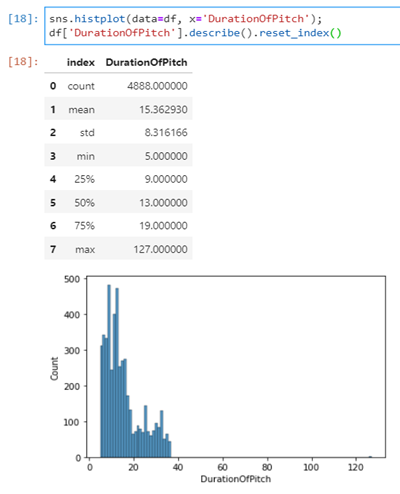 [18]: sns.histplot(data=df, x='DurationOfPitch');
df['DurationOfPitch'].describe().reset_index()
[18]: index DurationOfPitch
0 count 4888.000000
1 mean 15.362930
2 std 8.316166
3 min 5.000000
4 25% 9.000000
5 50% 13.000000
6 75% 19.000000
7 max 127.000000
500
400
300
200
100
0
Count
0 20 40 60 80 100 120
DurationOfPitch